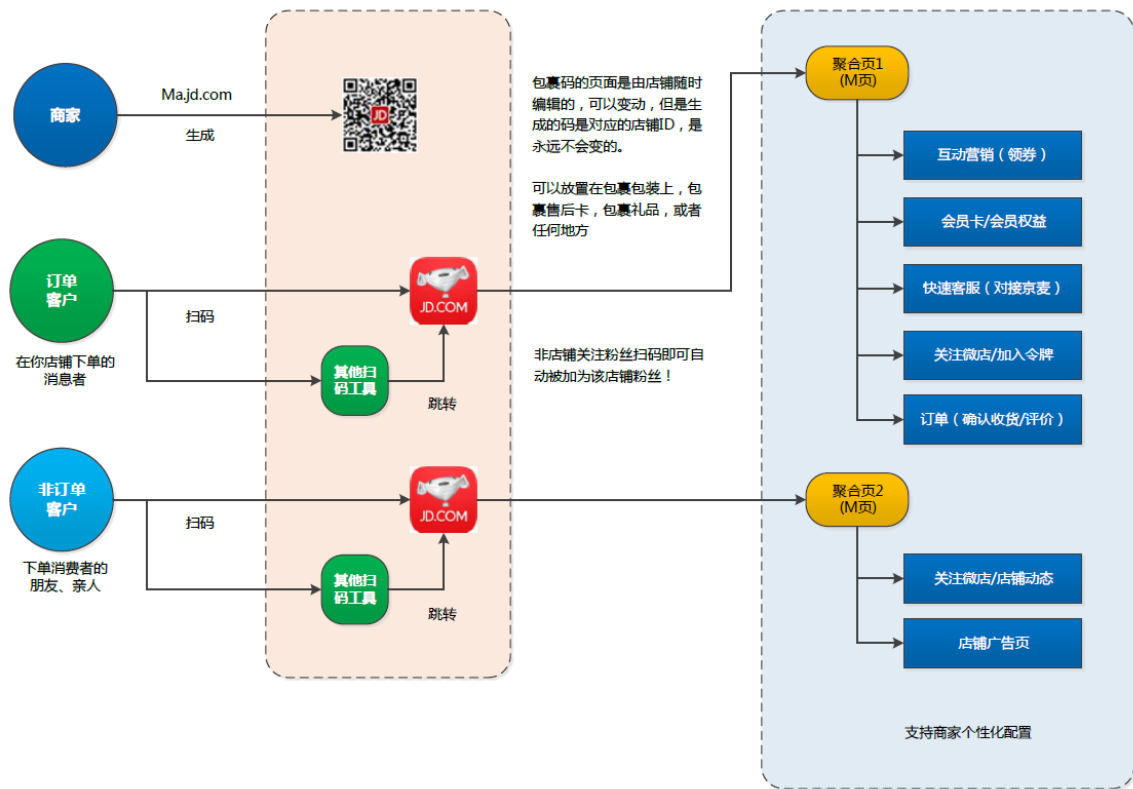 商家
Ma.jd.com
生成
JD
包裹码的页面是由店铺随时
编辑的，可以变动，但是生
成的码是对应的店铺ID，是
永远不会变的。
可以放置在包裹包装上，包
裹售后卡，包裹礼品，或者
任何地方
订单
客户
在你店铺下单的
消息者
扫码
JD.COM
其他扫
码工具
跳转
非店铺关注粉丝扫码即可自
动被加为该店铺粉丝！
非订单
客户
下单消费者的
朋友、亲人
扫码
JD.COM
其他扫
码工具
跳转
聚合页1
(M页)
互动营销（领券）
会员卡/会员权益
快速客服（对接京麦）
关注微店/加入令牌
订单（确认收货/评价）
聚合页2
(M页)
关注微店/店铺动态
店铺广告页
支持商家个性化配置